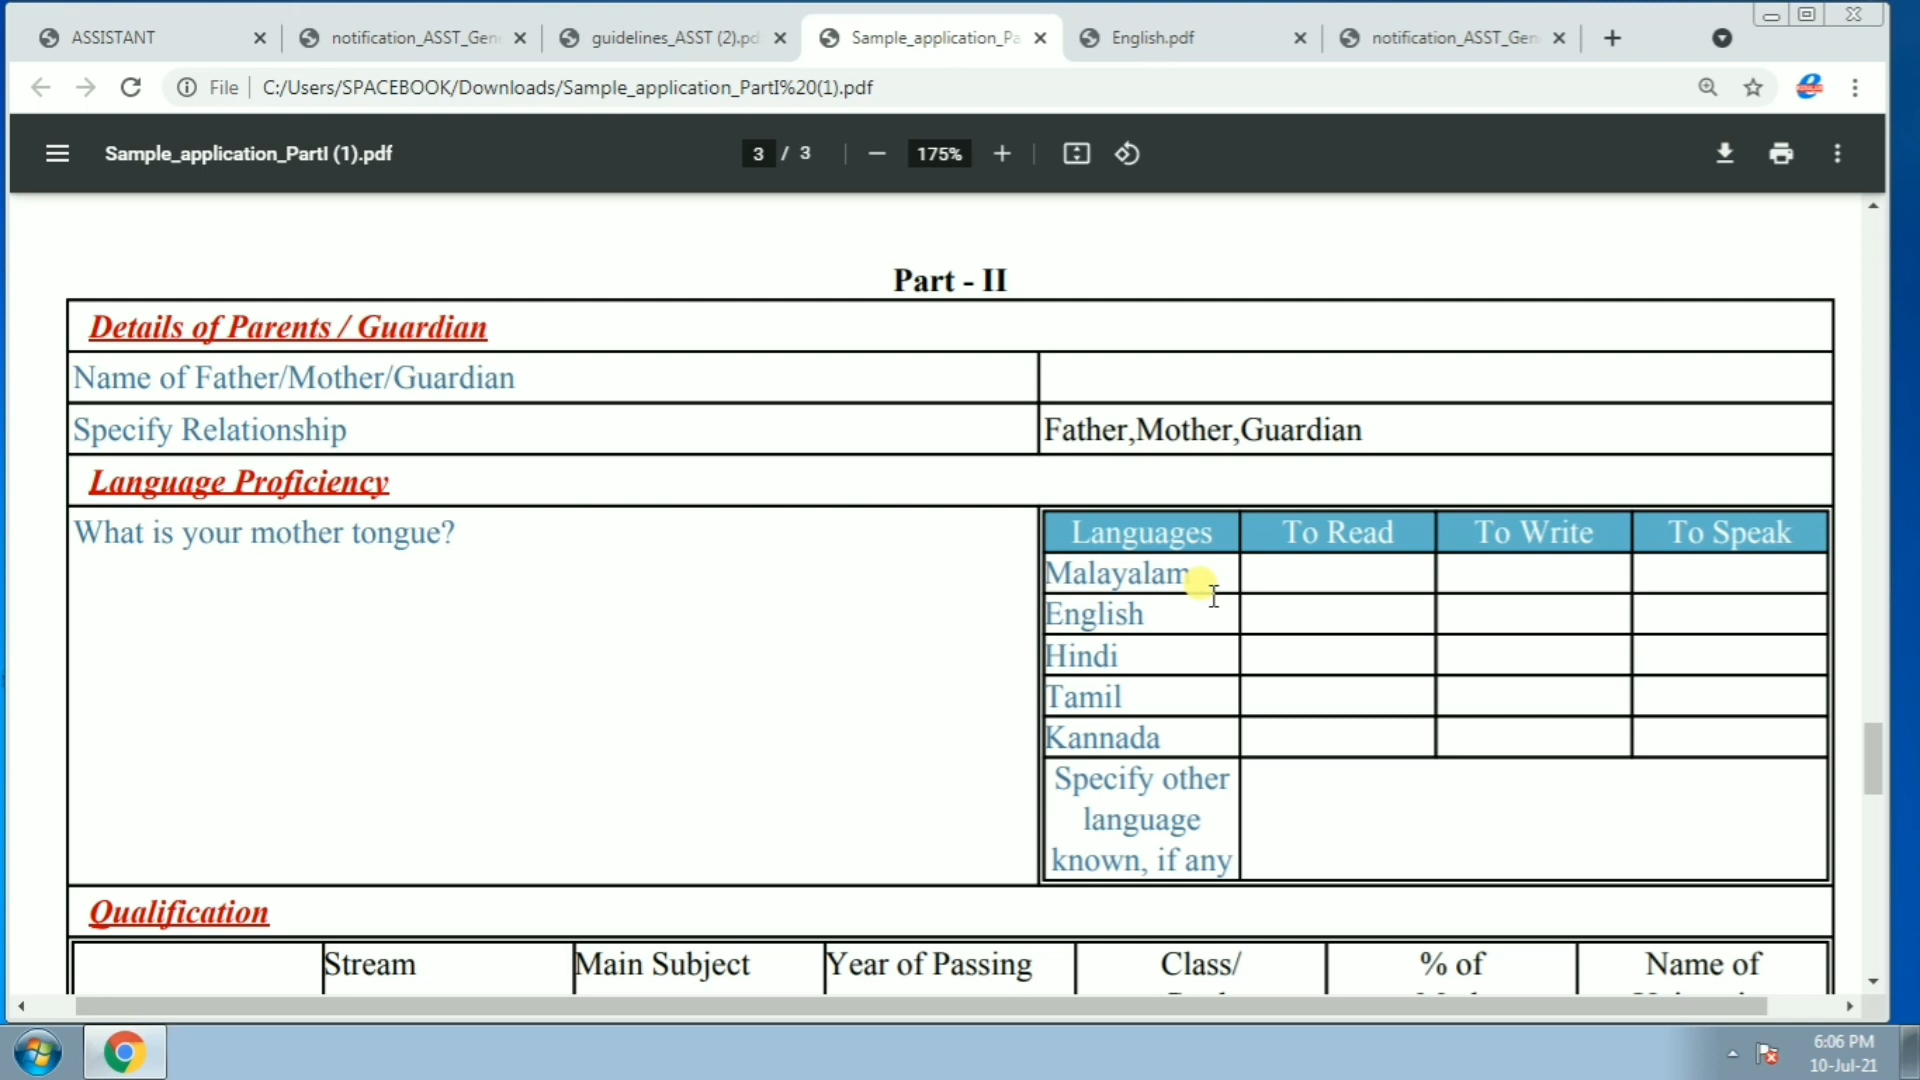 ASSISTANT
notification_ASST_Gen
guidelines_ASST (2).pd
Sample_application_Pa
English.pdf
notification_ASST_Gen
File
C:/Users/SPACEBOOK/Downloads/Sample_application_PartI%20(1).pdf
Sample_application_PartI (1).pdf
3 / 3
175%
Part - II
Details of Parents / Guardian
Name of Father/Mother/Guardian
Specify Relationship Father,Mother,Guardian
Language Proficiency
What is your mother tongue?
Languages To Read To Write To Speak
Malayalam
English
Hindi
Tamil
Kannada
Specify other
language
known, if any
Qualification
Stream Main Subject Year of Passing Class/ % of Name of
6:06 PM
10-Jul-21